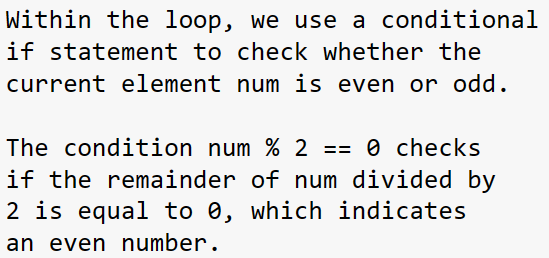 Within the loop, we use a conditional
if statement to check whether the
current element num is even or odd.
The condition num % 2 == 0 checks
if the remainder of num divided by
2 is equal to 0, which indicates
an even number.